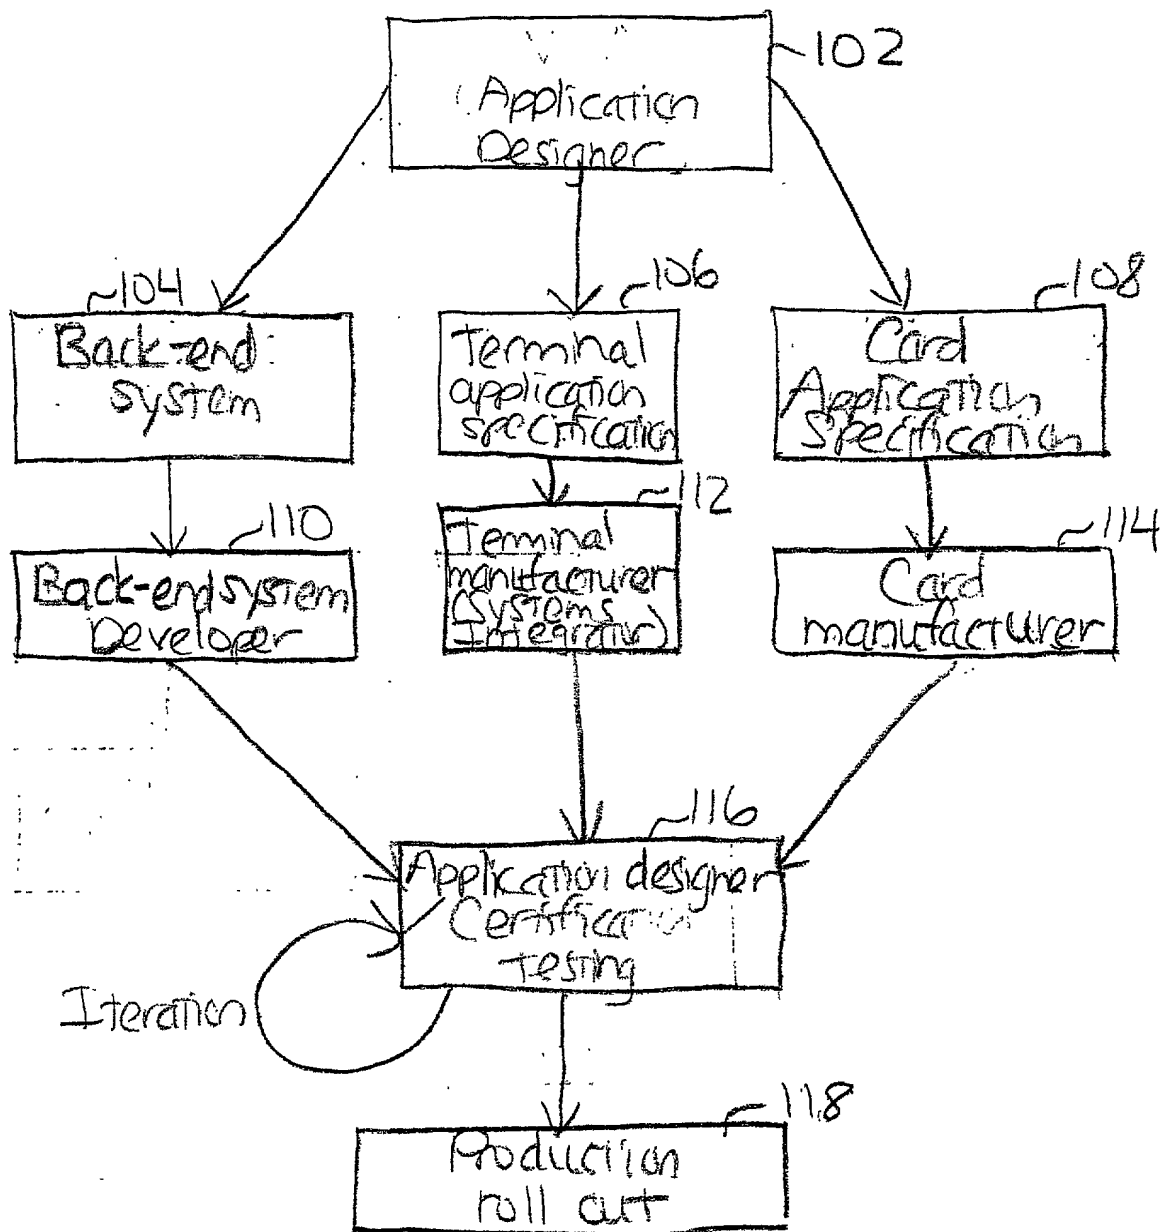 102
Application
Designer
104
Back-end
system
106
Terminal
application
specification
108
Card
Application
Specification
110
Back-end system
Developer
112
Terminal
manufacturer
(Systems
Integrator)
114
Card
manufacturer
116
Application designer
Certification
testing
Iteration
118
Production
roll out